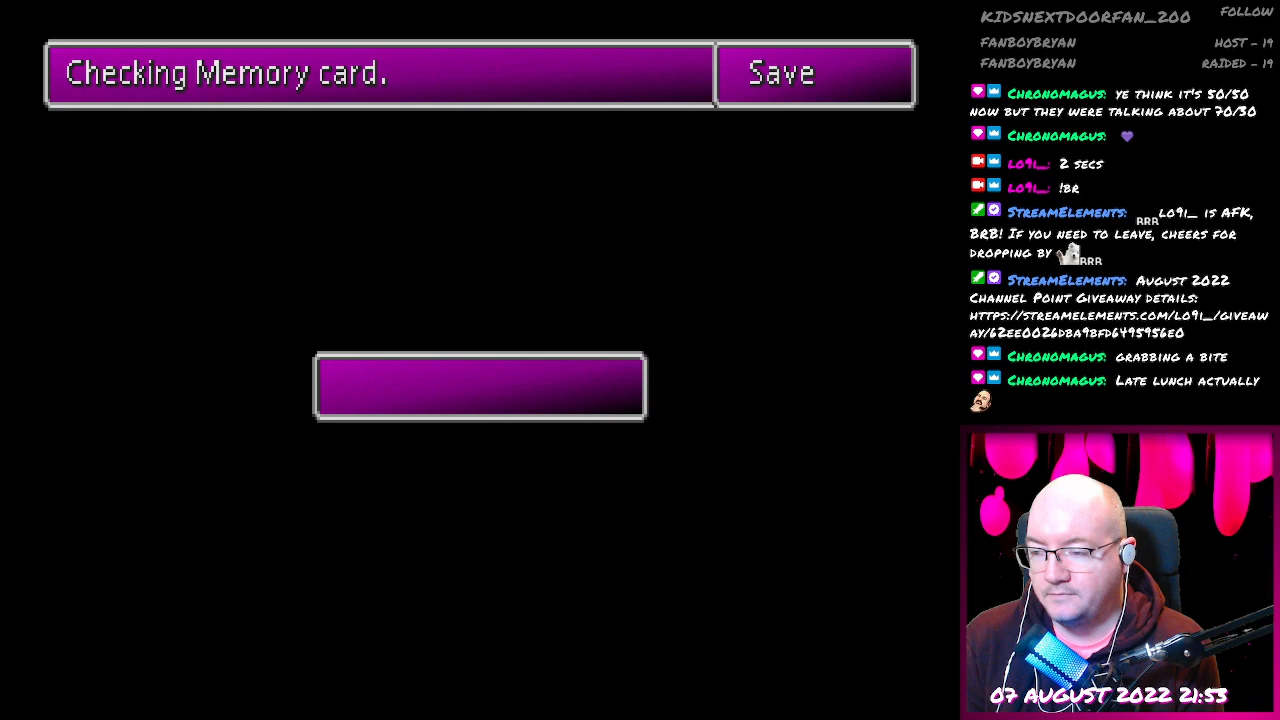 Checking Memory card.
Save
KIDSNEXTDOORFAN_200 FOLLOW
FANBOYBRYAN HOST - 19
FANBOYBRYAN RAIDED - 19
CHRONOMAGUS: YE THINK IT'S 50/50
NOW BUT THEY WERE TALKING ABOUT 70/30
CHRONOMAGUS:
LO9I_: 2 SECS
LO9I_: !BR
STREAMELEMENTS: BRB LO9I_ IS AFK,
BRB! IF YOU NEED TO LEAVE, CHEERS FOR
DROPPING BY BRB
STREAMELEMENTS: AUGUST 2022
CHANNEL POINT GIVEAWAY DETAILS:
HTTPS://STREAMELEMENTS.COM/LO9I_/GIVEAW
AY/62EE0026DBA9BFD6495956E0
CHRONOMAGUS: GRABBING A BITE
CHRONOMAGUS: LATE LUNCH ACTUALLY
07 AUGUST 2022 21:53